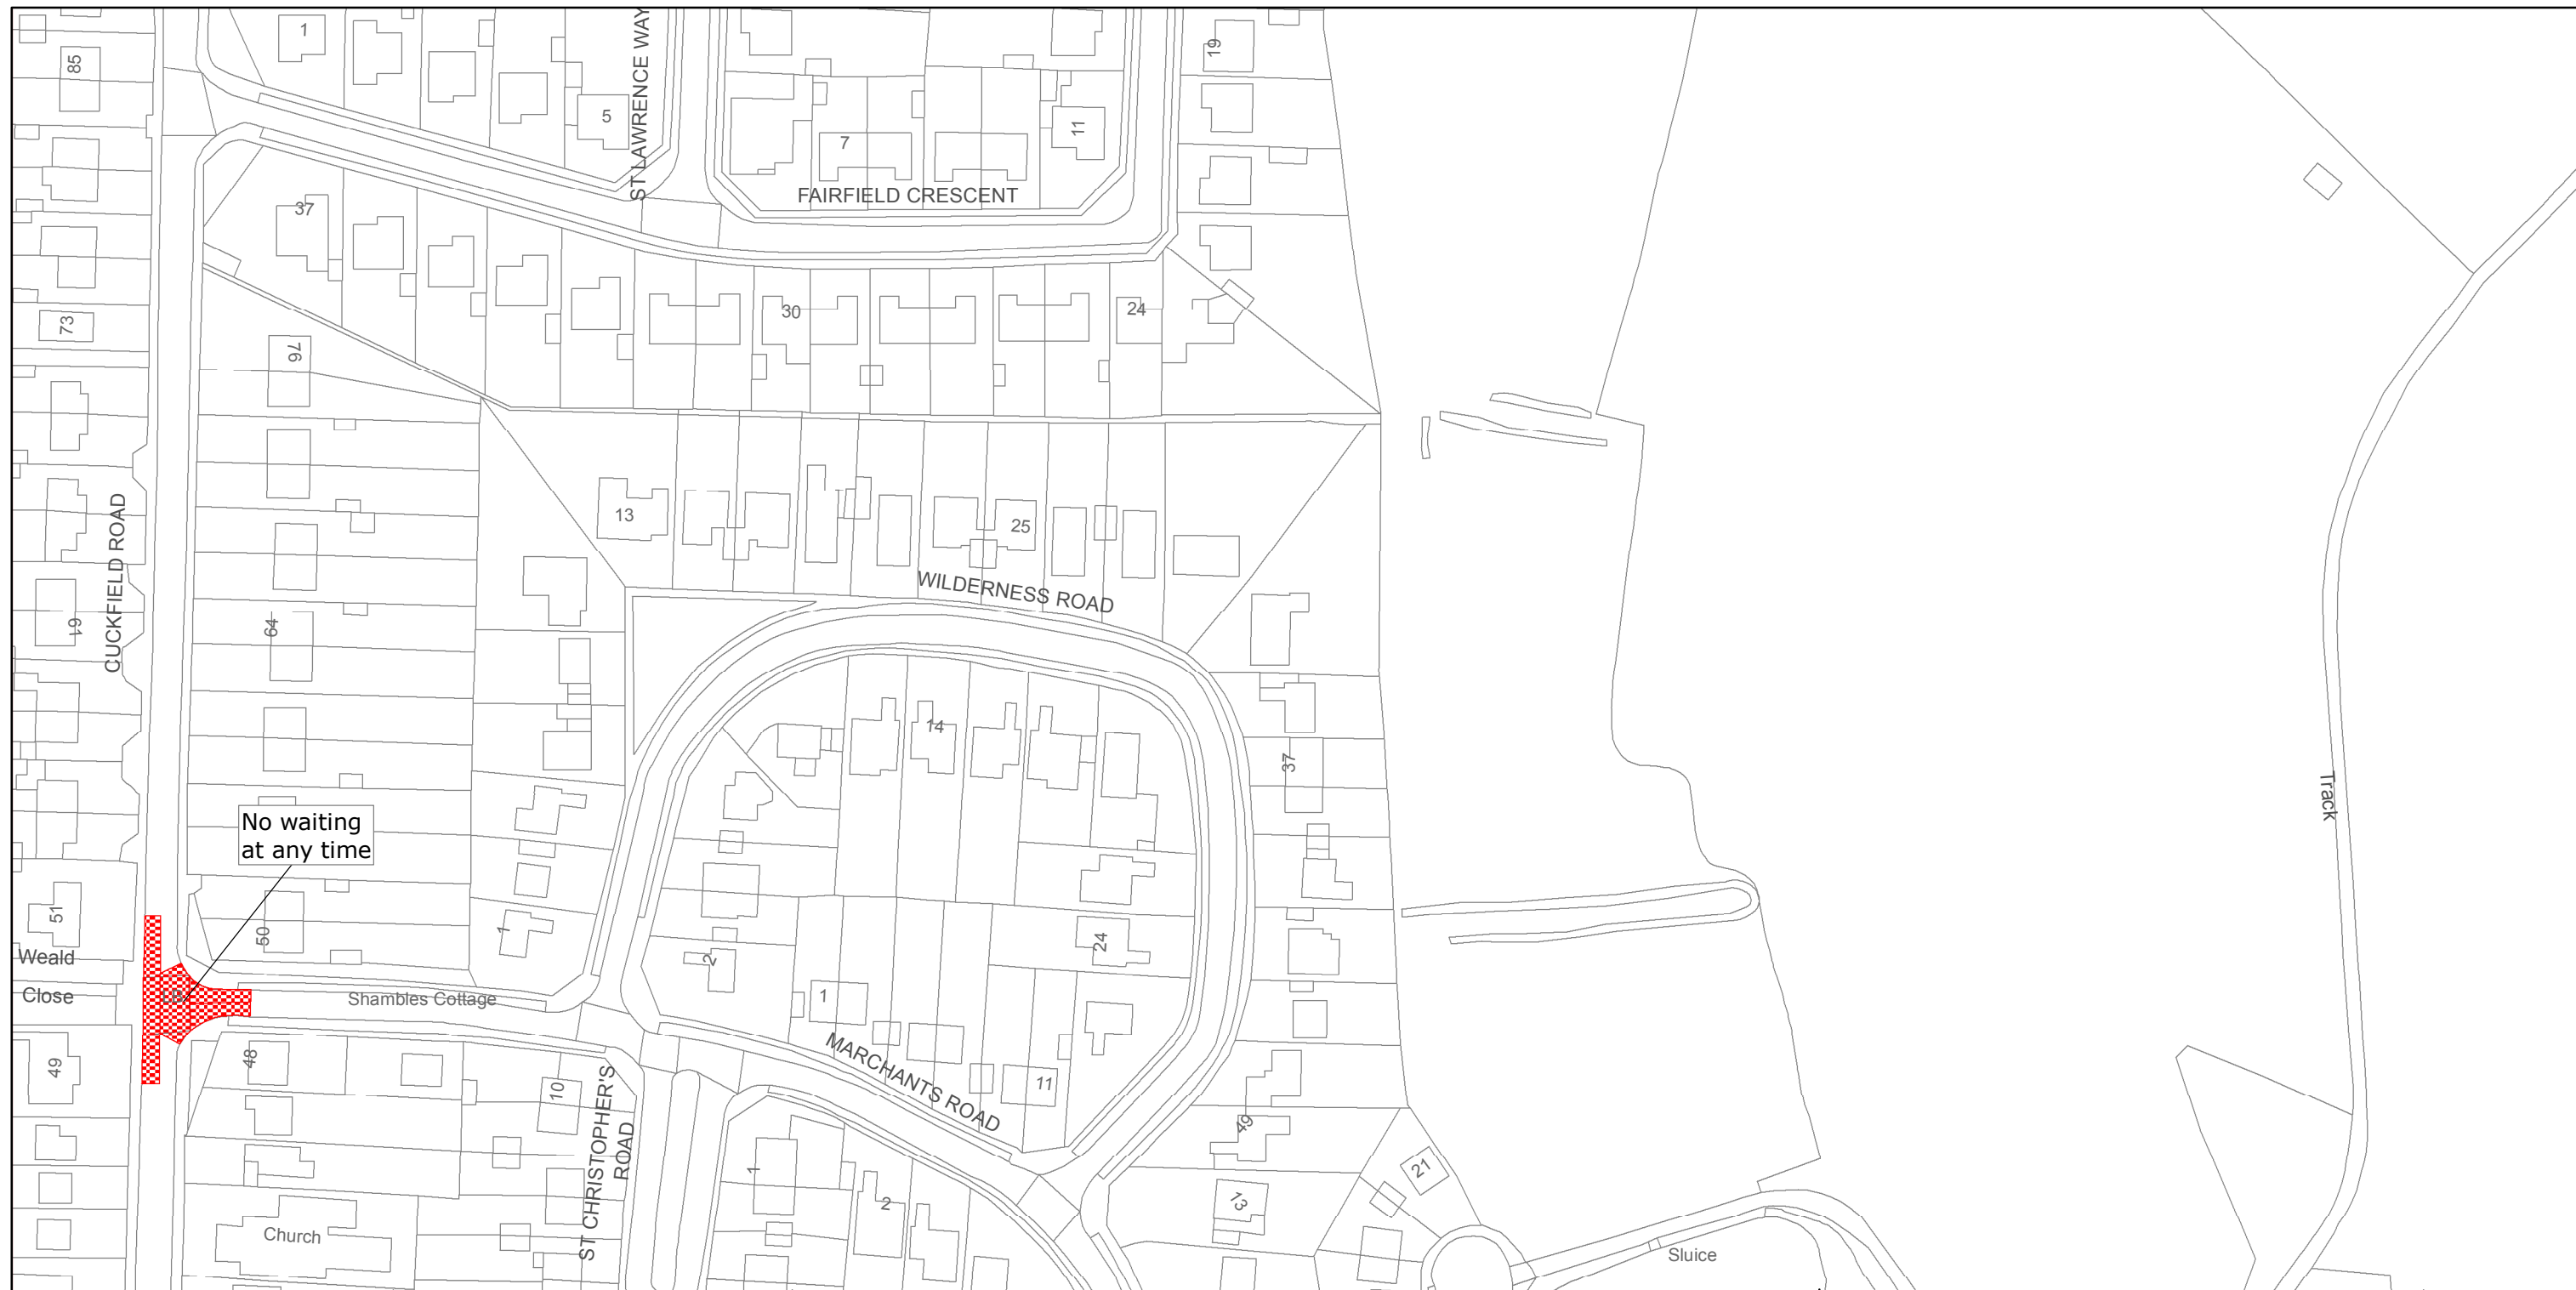 1
85
5
ST LAWRENCE WAY
7
11
19
FAIRFIELD CRESCENT
37
73
76
30
24
CUCKFIELD ROAD
13
25
WILDERNESS ROAD
61
64
14
37
Track
No waiting
at any time
51
50
1
2
24
Weald
Close
Shambles Cottage
1
MARCHANTS ROAD
49
48
10
11
ST CHRISTOPHER'S
ROAD
49
1
2
13
21
Church
Sluice